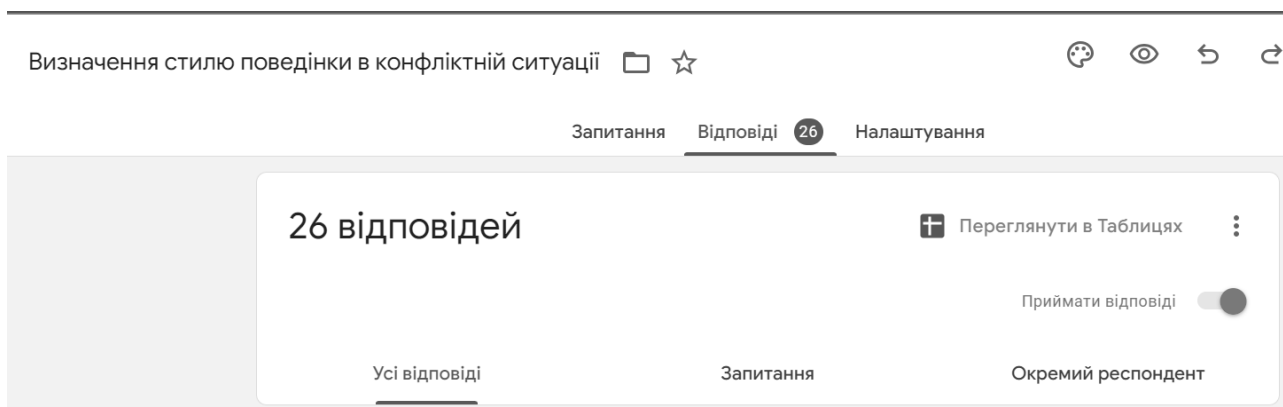 Визначення стилю поведінки в конфліктній ситуації
Запитання Відповіді 26 Налаштування
26 відповідей
Переглянути в Таблицях
Приймати відповіді
Усі відповіді Запитання Окремий респондент